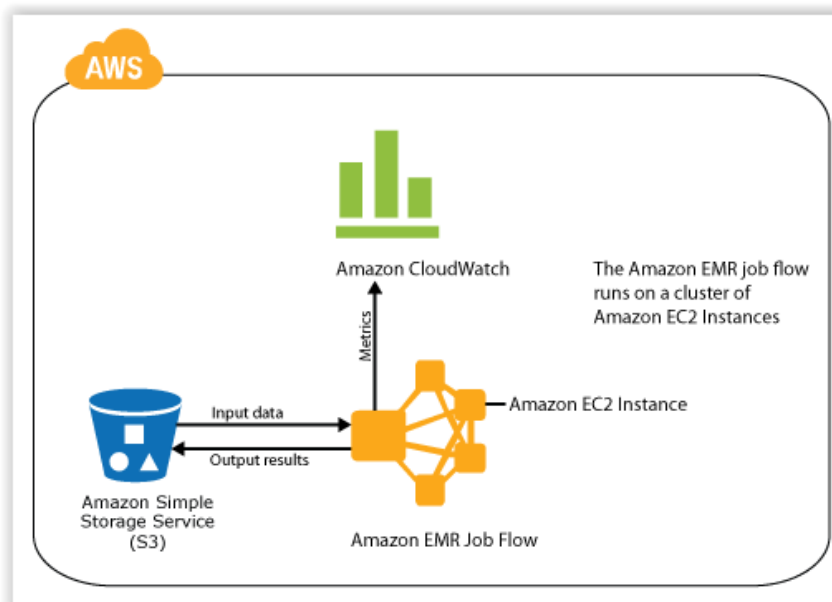 AWS
Amazon CloudWatch
The Amazon EMR job flow
runs on a cluster of
Amazon EC2 Instances
Metrics
Input data
Output results
Amazon EC2 Instance
Amazon Simple
Storage Service
(S3)
Amazon EMR Job Flow